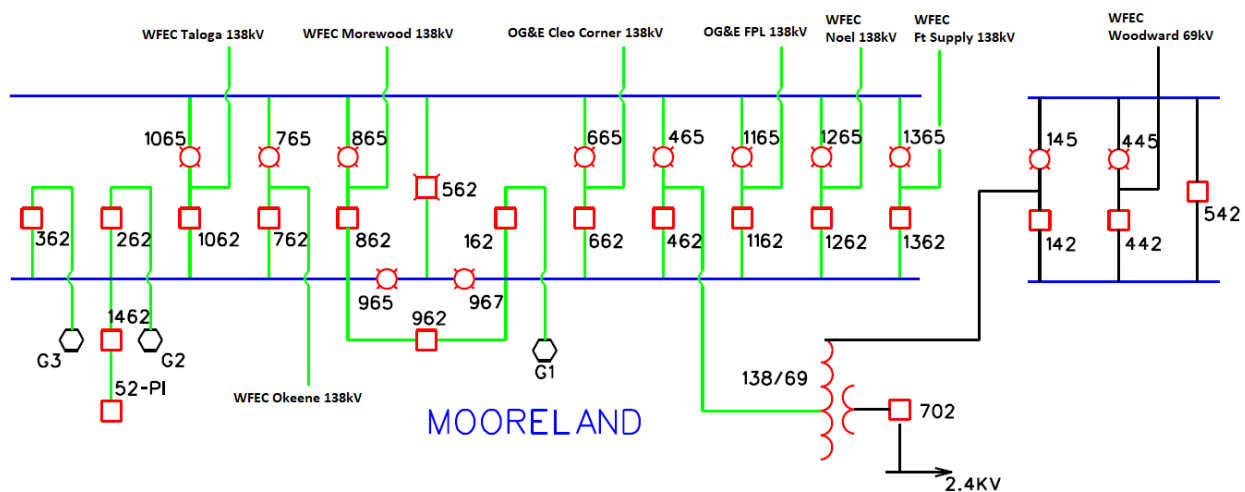 WFEC Taloga 138kV
WFEC Morewood 138kV
OG&E Cleo Corner 138kV
OG&E FPL 138kV
WFEC
Noel 138kV
WFEC
Ft Supply 138kV
WFEC
Woodward 69kV
1065
765
865
665
465
1165
1265
1365
145
445
562
542
362
262
1062
762
862
162
662
462
1162
1262
1362
142
442
965
967
1462
962
G3
G2
G1
52-PI
138/69
WFEC Okeene 138kV
MOORELAND
702
2.4KV